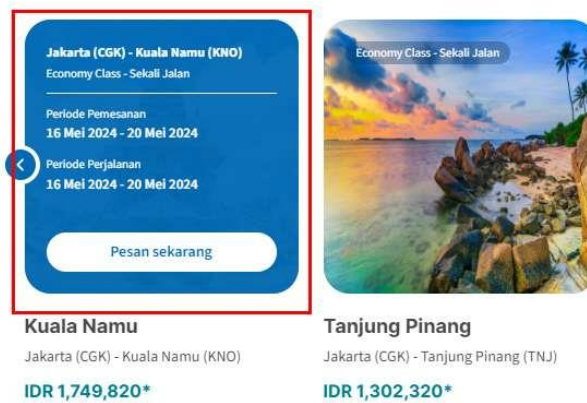 Jakarta (CGK) - Kuala Namu (KNO)
Economy Class - Sekali Jalan
Periode Pemesanan
16 Mei 2024 - 20 Mei 2024
Periode Perjalanan
16 Mei 2024 - 20 Mei 2024
Pesan sekarang
Kuala Namu
Jakarta (CGK) - Kuala Namu (KNO)
IDR 1,749,820*
Economy Class - Sekali Jalan
Tanjung Pinang
Jakarta (CGK) - Tanjung Pinang (TNJ)
IDR 1,302,320*